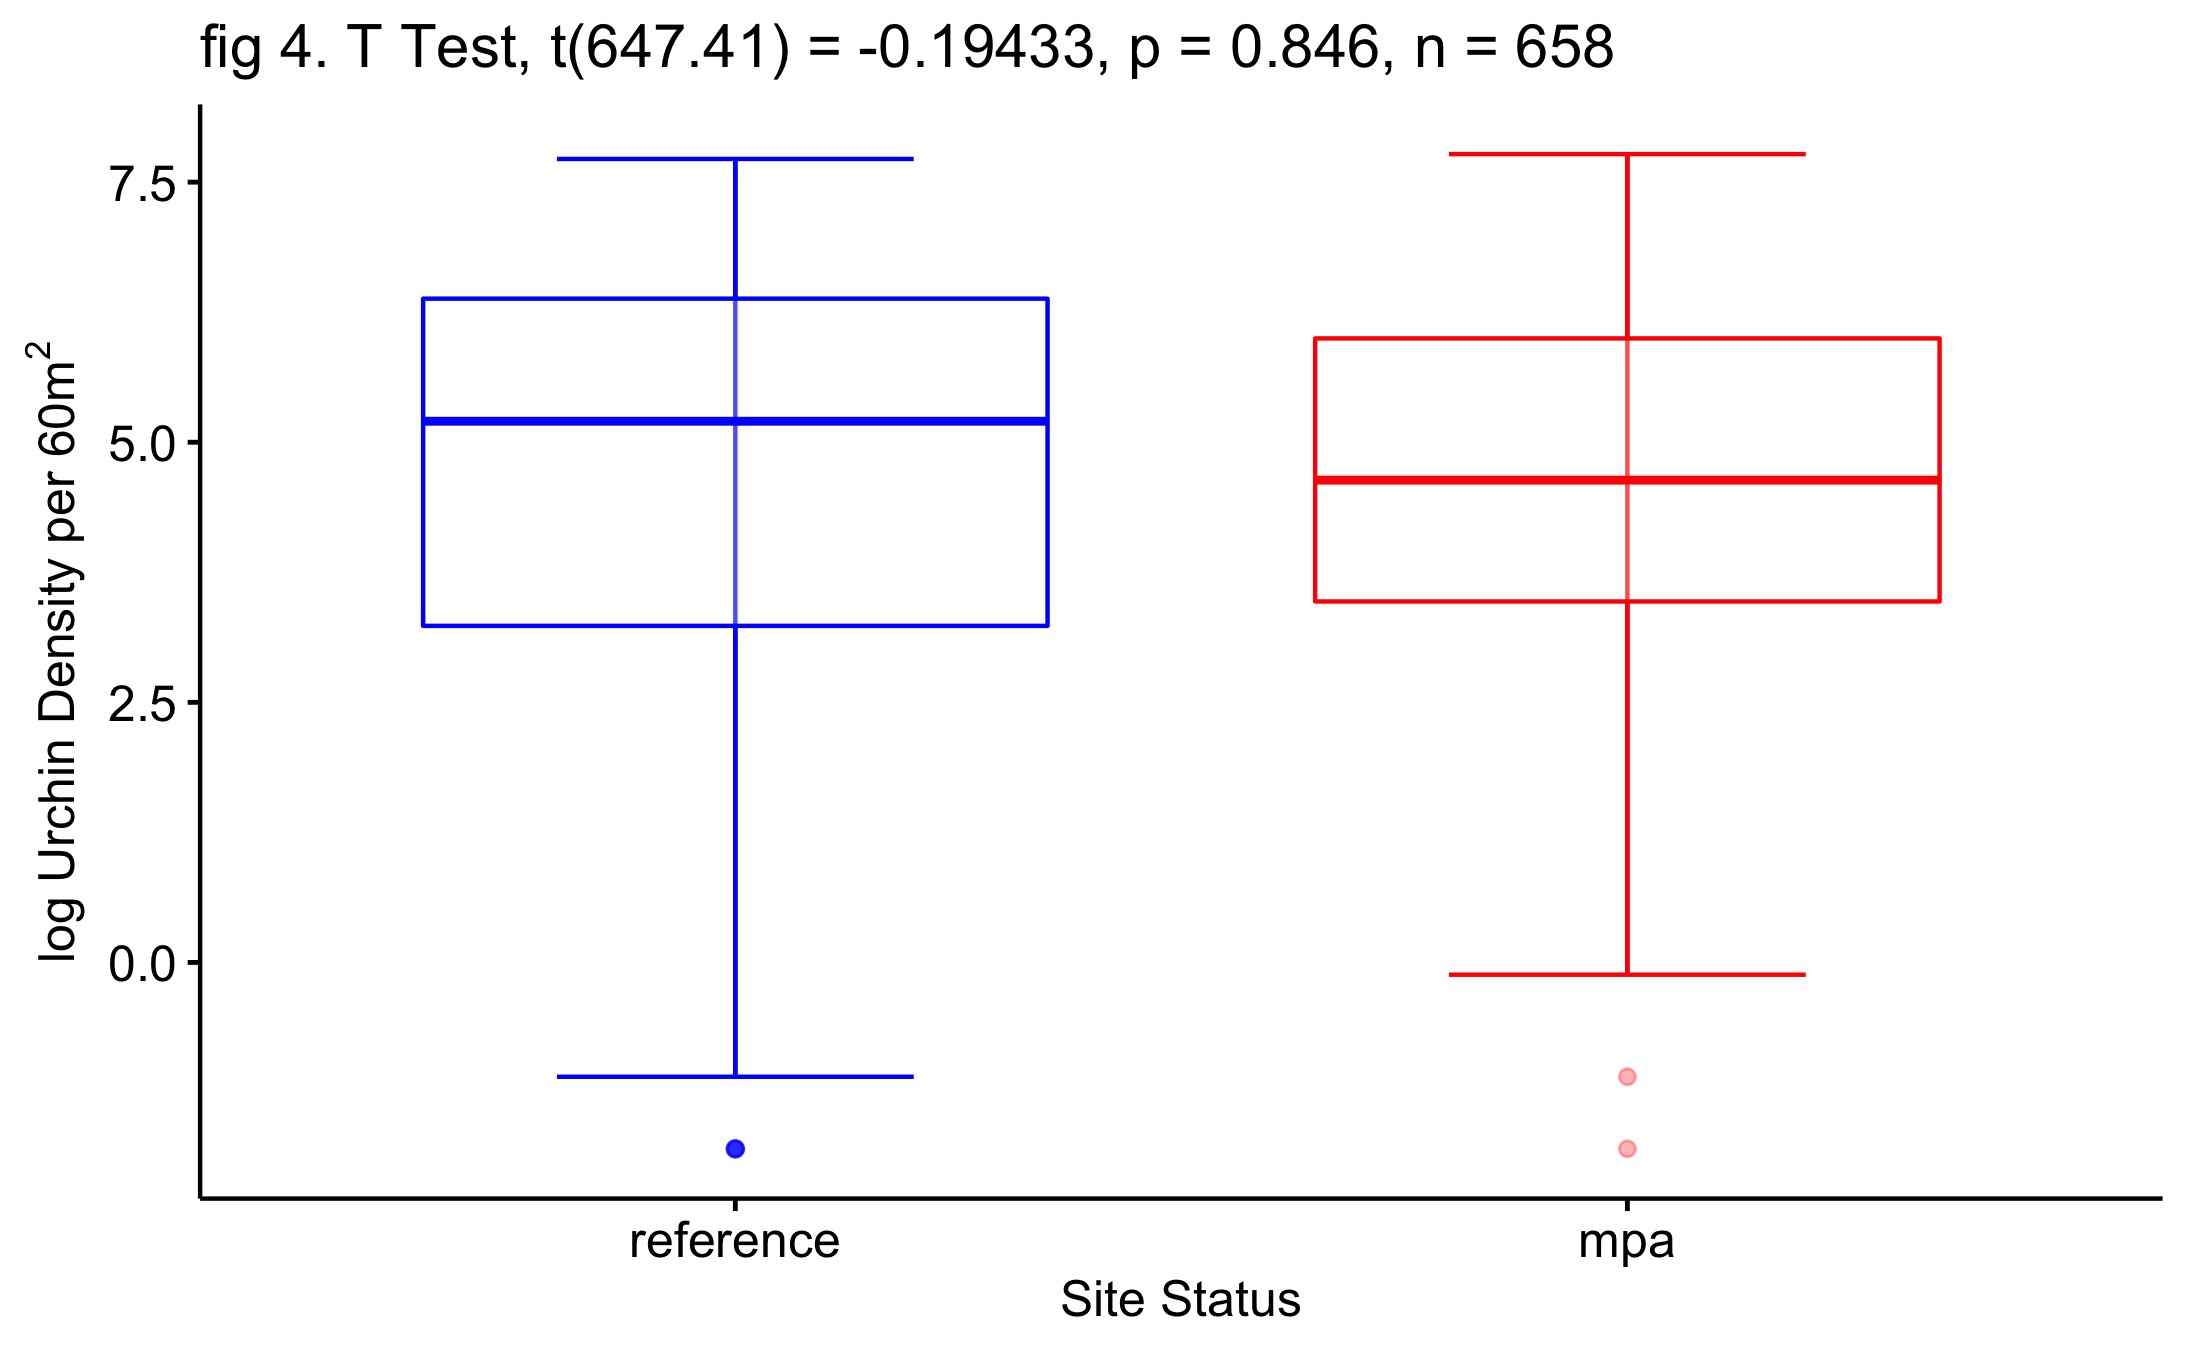 fig 4. T Test, t(647.41) = -0.19433, p = 0.846, n = 658
log Urchin Density per 60m²
7.5
5.0
2.5
0.0
reference
mpa
Site Status